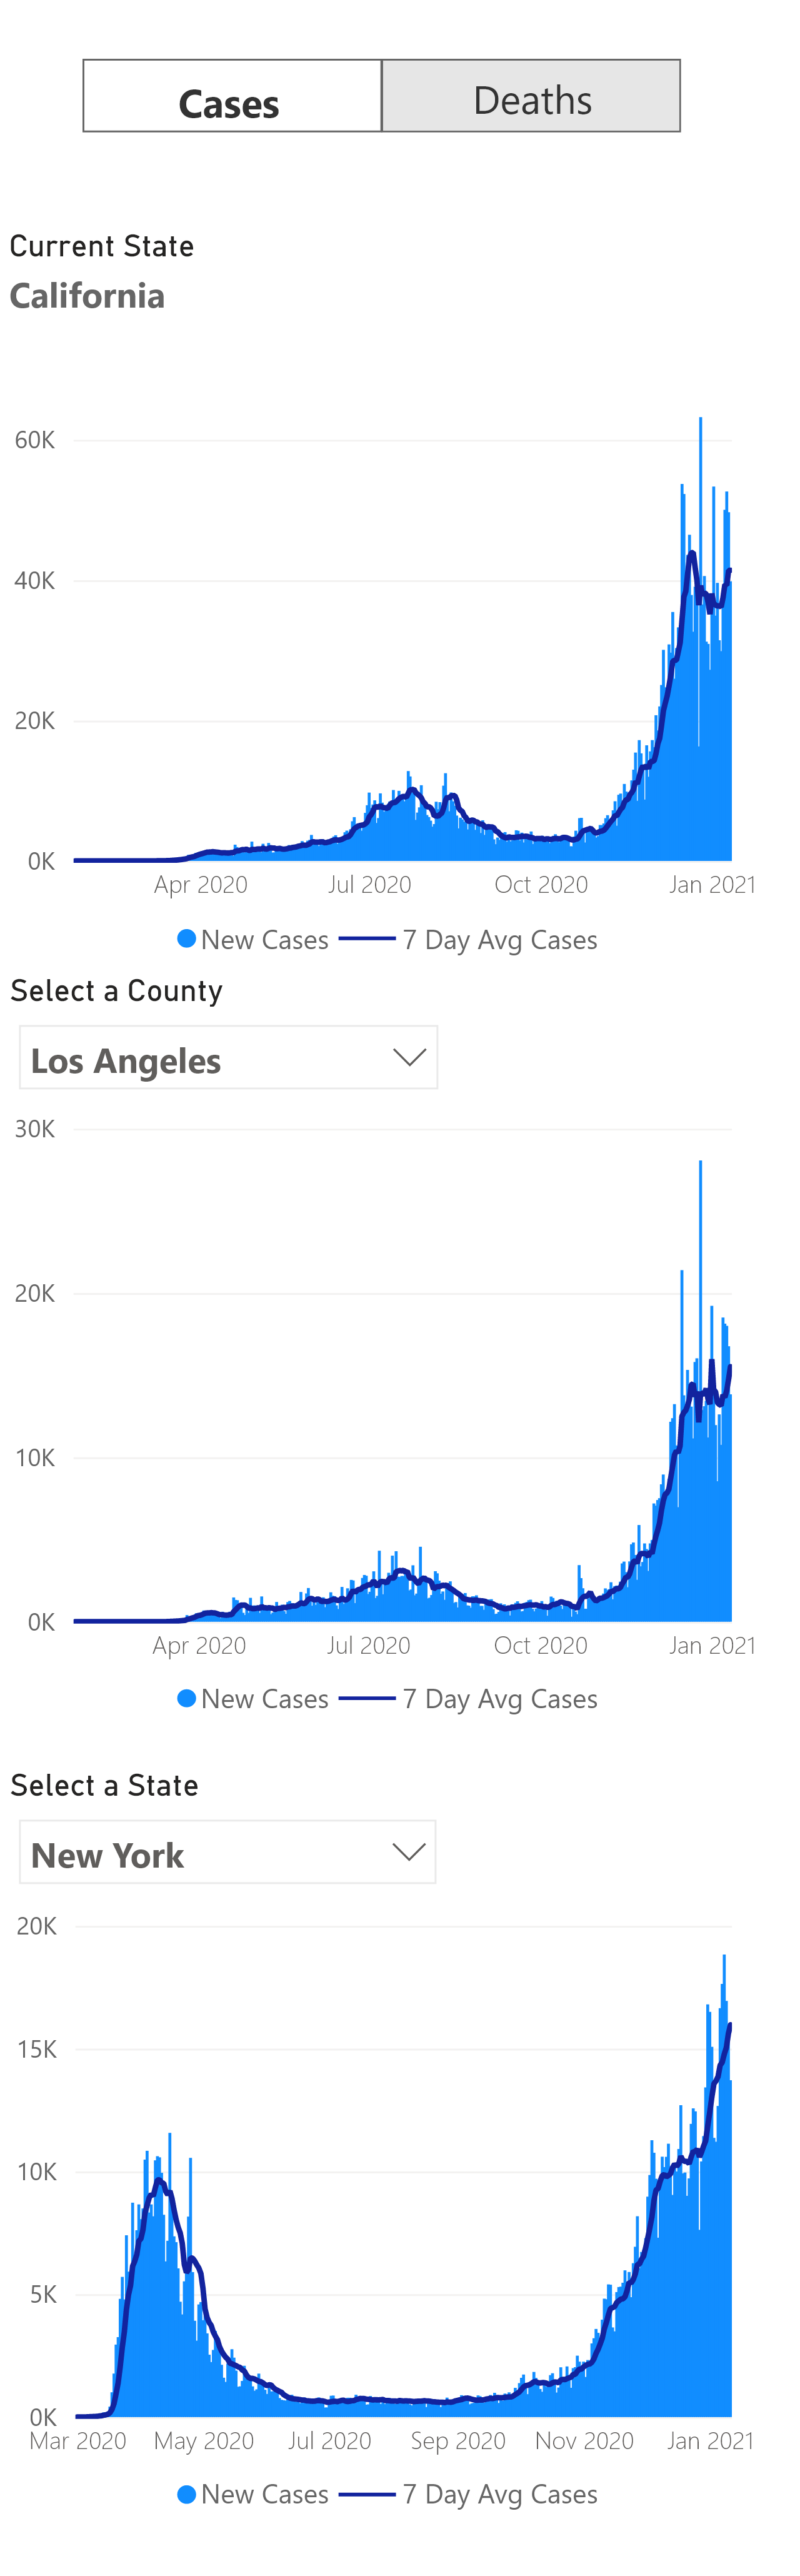 Cases Deaths
Current State
California
60K
40K
20K
0K
Apr 2020 Jul 2020 Oct 2020 Jan 2021
New Cases 7 Day Avg Cases
Select a County
Los Angeles
30K
20K
10K
0K
Apr 2020 Jul 2020 Oct 2020 Jan 2021
New Cases 7 Day Avg Cases
Select a State
New York
20K
15K
10K
5K
0K
Mar 2020 May 2020 Jul 2020 Sep 2020 Nov 2020 Jan 2021
New Cases 7 Day Avg Cases